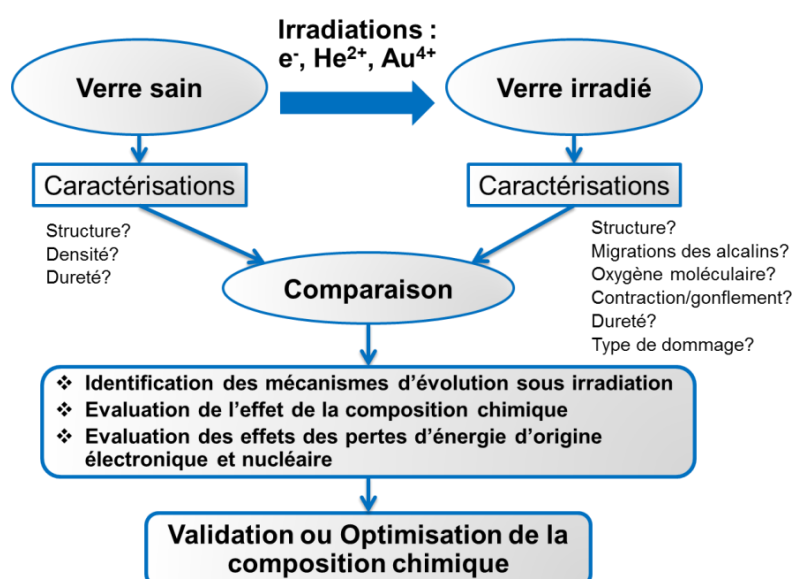 Irradiations :
e⁻, He²⁺, Au⁴⁺
Verre sain
Verre irradié
Caractérisations
Caractérisations
Structure?
Densité?
Dureté?
Structure?
Migrations des alcalins?
Oxygène moléculaire?
Contraction/gonflement?
Dureté?
Type de dommage?
Comparaison
❖ Identification des mécanismes d’évolution sous irradiation
❖ Evaluation de l’effet de la composition chimique
❖ Evaluation des effets des pertes d’énergie d’origine
électronique et nucléaire
Validation ou Optimisation de la
composition chimique